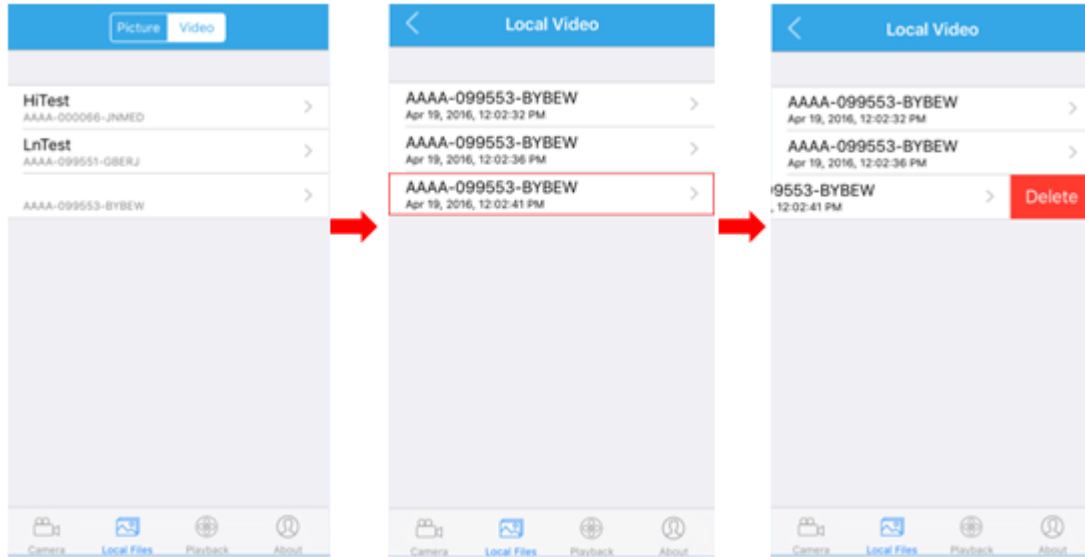 Picture Video
HiTest
AAAA-000066-JNMED
LnTest
AAAA-099551-GBERJ
AAAA-099553-BYBEW
Camera Local Files Playback About
Local Video
AAAA-099553-BYBEW
Apr 19, 2016, 12:02:32 PM
AAAA-099553-BYBEW
Apr 19, 2016, 12:02:36 PM
AAAA-099553-BYBEW
Apr 19, 2016, 12:02:41 PM
Camera Local Files Playback About
Local Video
AAAA-099553-BYBEW
Apr 19, 2016, 12:02:32 PM
AAAA-099553-BYBEW
Apr 19, 2016, 12:02:36 PM
9553-BYBEW
, 12:02:41 PM
Delete
Camera Local Files Playback About